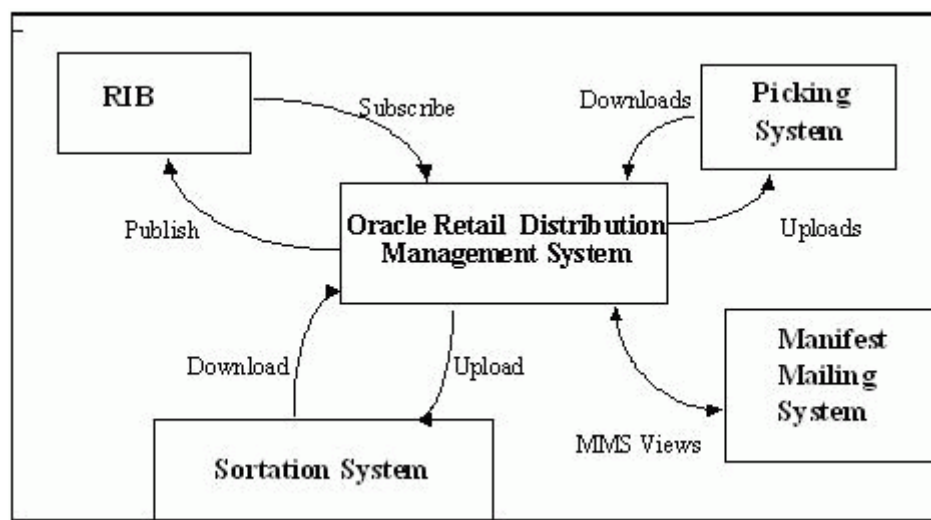 RIB
Subscribe
Downloads
Picking
System
Publish
Oracle Retail Distribution
Management System
Uploads
Download
Upload
Manifest
Mailing
System
MMS Views
Sortation System